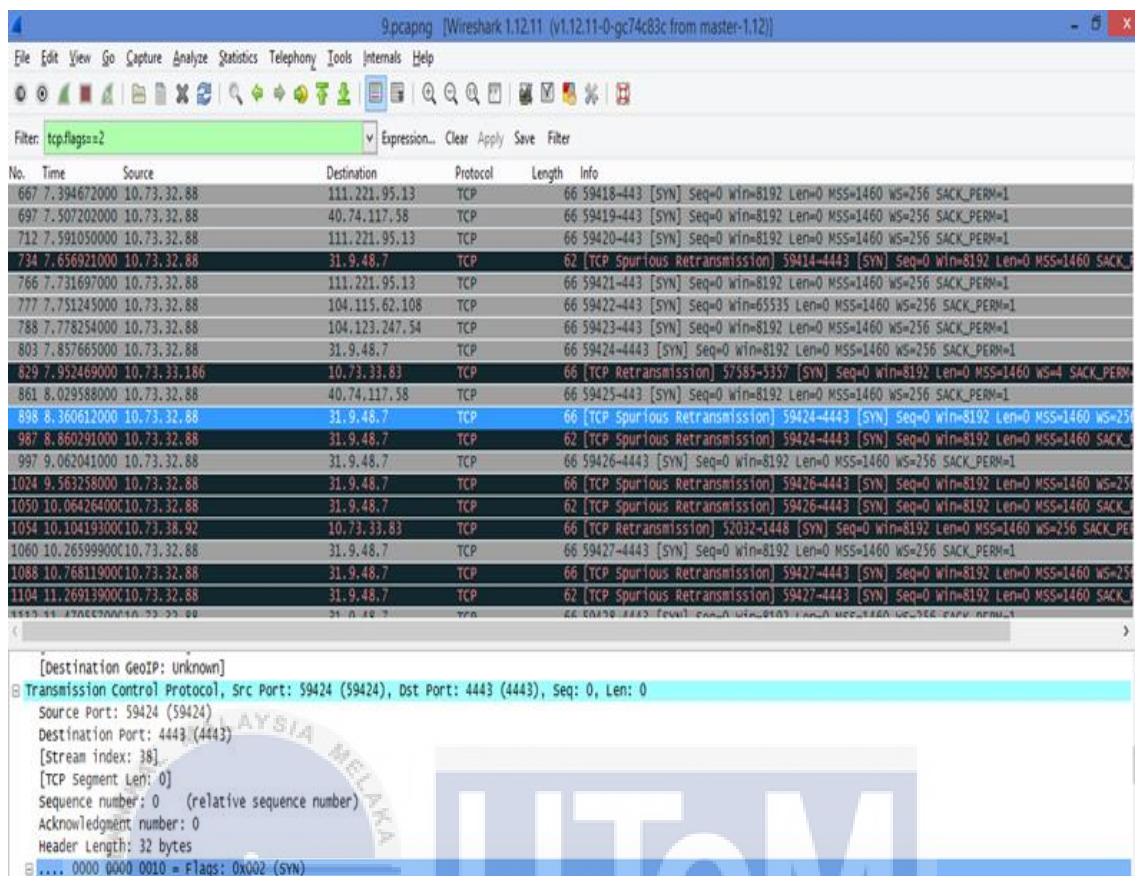 9.pcapng [Wireshark 1.12.11 (v1.12.11-0-gc74c83c from master-1.12)]
File Edit View Go Capture Analyze Statistics Telephony Tools Internals Help
Filter: tcp.flags==2 Expression... Clear Apply Save Filter
No. Time Source Destination Protocol Length Info
667 7.394672000 10.73.32.88 111.221.95.13 TCP 66 59418→443 [SYN] Seq=0 Win=8192 Len=0 MSS=1460 WS=256 SACK_PERM=1
697 7.507202000 10.73.32.88 40.74.117.58 TCP 66 59419→443 [SYN] Seq=0 Win=8192 Len=0 MSS=1460 WS=256 SACK_PERM=1
712 7.591050000 10.73.32.88 111.221.95.13 TCP 66 59420→443 [SYN] Seq=0 Win=8192 Len=0 MSS=1460 WS=256 SACK_PERM=1
734 7.656921000 10.73.32.88 31.9.48.7 TCP 62 [TCP Spurious Retransmission] 59414→4443 [SYN] Seq=0 Win=8192 Len=0 MSS=1460 SACK_
766 7.731697000 10.73.32.88 111.221.95.13 TCP 66 59421→443 [SYN] Seq=0 Win=8192 Len=0 MSS=1460 WS=256 SACK_PERM=1
777 7.751245000 10.73.32.88 104.115.62.108 TCP 66 59422→443 [SYN] Seq=0 Win=65535 Len=0 MSS=1460 WS=256 SACK_PERM=1
788 7.778254000 10.73.32.88 104.123.247.54 TCP 66 59423→443 [SYN] Seq=0 Win=8192 Len=0 MSS=1460 WS=256 SACK_PERM=1
803 7.857665000 10.73.32.88 31.9.48.7 TCP 66 59424→4443 [SYN] Seq=0 Win=8192 Len=0 MSS=1460 WS=256 SACK_PERM=1
829 7.952469000 10.73.33.186 10.73.33.83 TCP 66 [TCP Retransmission] 57585→5357 [SYN] Seq=0 Win=8192 Len=0 MSS=1460 WS=4 SACK_PERM=
861 8.029588000 10.73.32.88 40.74.117.58 TCP 66 59425→443 [SYN] Seq=0 Win=8192 Len=0 MSS=1460 WS=256 SACK_PERM=1
898 8.360612000 10.73.32.88 31.9.48.7 TCP 66 [TCP Spurious Retransmission] 59424→4443 [SYN] Seq=0 Win=8192 Len=0 MSS=1460 WS=256
987 8.860291000 10.73.32.88 31.9.48.7 TCP 62 [TCP Spurious Retransmission] 59424→4443 [SYN] Seq=0 Win=8192 Len=0 MSS=1460 SACK_
997 9.062041000 10.73.32.88 31.9.48.7 TCP 66 59426→4443 [SYN] Seq=0 Win=8192 Len=0 MSS=1460 WS=256 SACK_PERM=1
1024 9.563258000 10.73.32.88 31.9.48.7 TCP 66 [TCP Spurious Retransmission] 59426→4443 [SYN] Seq=0 Win=8192 Len=0 MSS=1460 WS=256
1050 10.06426400 10.73.32.88 31.9.48.7 TCP 62 [TCP Spurious Retransmission] 59426→4443 [SYN] Seq=0 Win=8192 Len=0 MSS=1460 SACK_
1054 10.10419300 10.73.38.92 10.73.33.83 TCP 66 [TCP Retransmission] 52032→1448 [SYN] Seq=0 Win=8192 Len=0 MSS=1460 WS=256 SACK_PE
1060 10.26599900 10.73.32.88 31.9.48.7 TCP 66 59427→4443 [SYN] Seq=0 Win=8192 Len=0 MSS=1460 WS=256 SACK_PERM=1
1088 10.76811900 10.73.32.88 31.9.48.7 TCP 66 [TCP Spurious Retransmission] 59427→4443 [SYN] Seq=0 Win=8192 Len=0 MSS=1460 WS=256
1104 11.26913900 10.73.32.88 31.9.48.7 TCP 62 [TCP Spurious Retransmission] 59427→4443 [SYN] Seq=0 Win=8192 Len=0 MSS=1460 SACK_
[Destination GeoIP: Unknown]
Transmission Control Protocol, Src Port: 59424 (59424), Dst Port: 4443 (4443), Seq: 0, Len: 0
Source Port: 59424 (59424)
Destination Port: 4443 (4443)
[Stream index: 38]
[TCP Segment Len: 0]
Sequence number: 0 (relative sequence number)
Acknowledgment number: 0
Header Length: 32 bytes
.... 0000 0000 0010 = Flags: 0x002 (SYN)